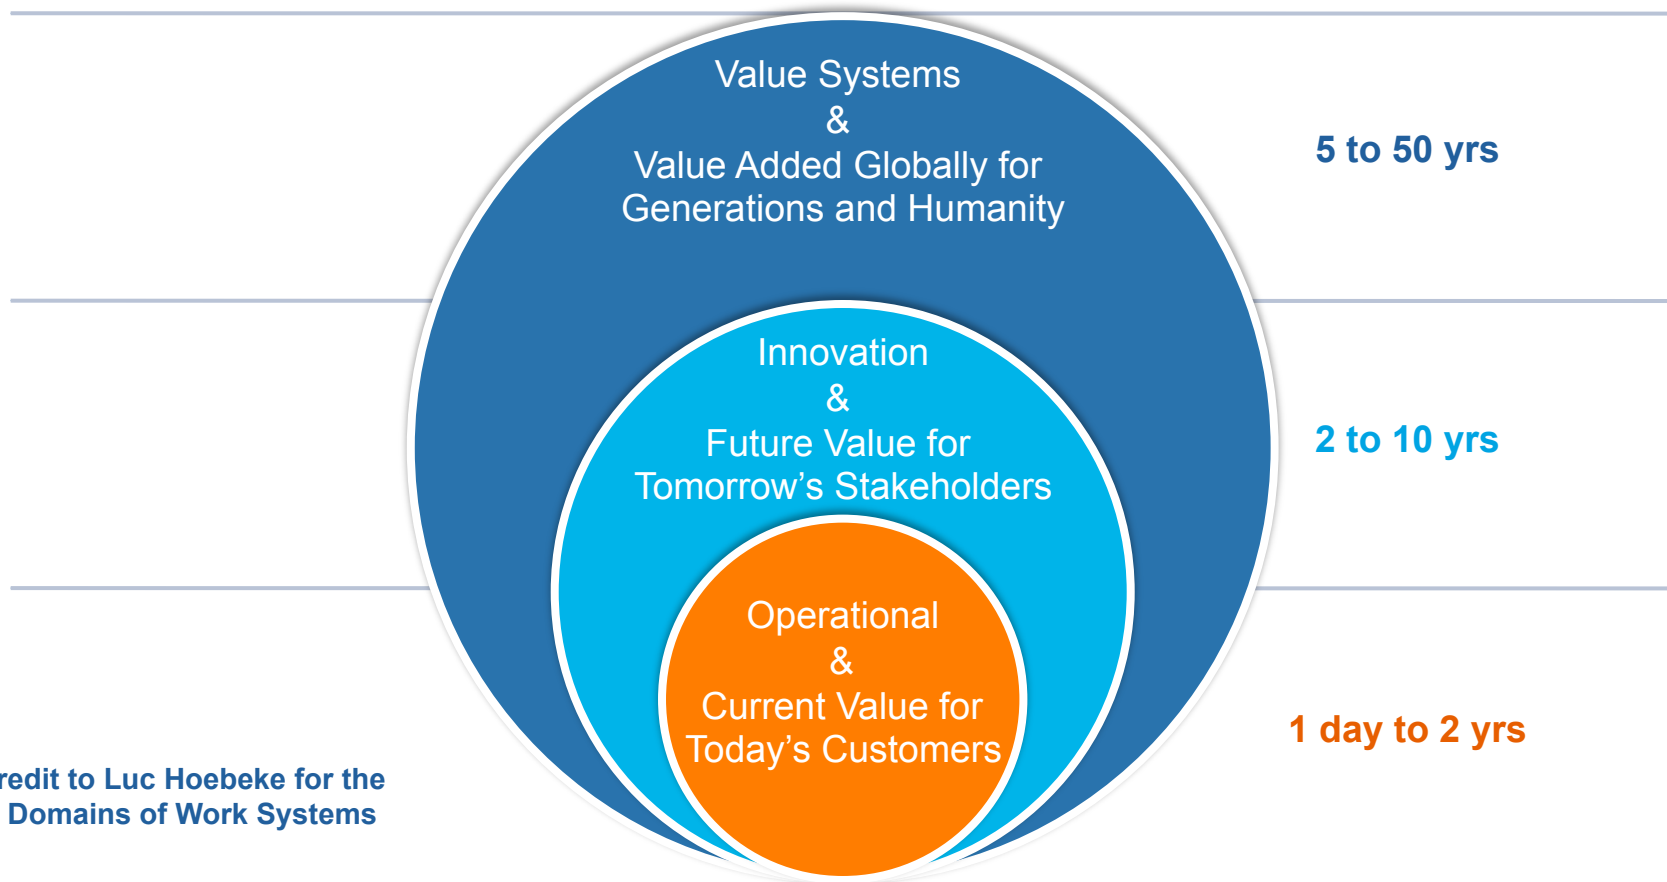 Value Systems
&
Value Added Globally for
Generations and Humanity
5 to 50 yrs
Innovation
&
Future Value for
Tomorrow’s Stakeholders
2 to 10 yrs
Operational
&
Current Value for
Today’s Customers
1 day to 2 yrs
redit to Luc Hoebeke for the
Domains of Work Systems